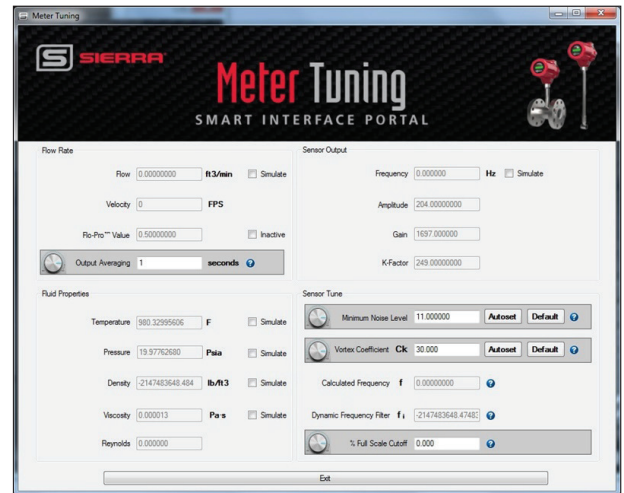 Meter Tuning
S SIERRA
Meter Tuning
SMART INTERFACE PORTAL
Flow Rate
Flow 0.00000000 ft3/min Simulate
Velocity 0 FPS
Flo-Pro™ Value 0.50000000 Inactive
Output Averaging 1 seconds ?
Sensor Output
Frequency 0.000000 Hz Simulate
Amplitude 204.00000000
Gain 1697.000000
K-Factor 249.00000000
Fluid Properties
Temperature 980.32995606 F Simulate
Pressure 19.97762680 Psia Simulate
Density -2147483648.484 lb/ft3 Simulate
Viscosity 0.000013 Pa·s Simulate
Reynolds 0.000000
Sensor Tune
Minimum Noise Level 11.000000 Autoset Default ?
Vortex Coefficient Ck 30.000 Autoset Default ?
Calculated Frequency f 0.00000000 ?
Dynamic Frequency Filter f i -2147483648.4748 ?
% Full Scale Cutoff 0.000 ?
Exit